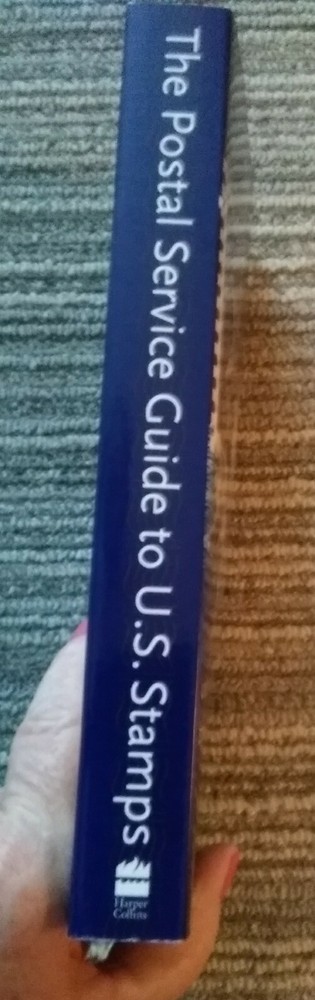 The Postal Service Guide to U.S. Stamps
Harper
Collins